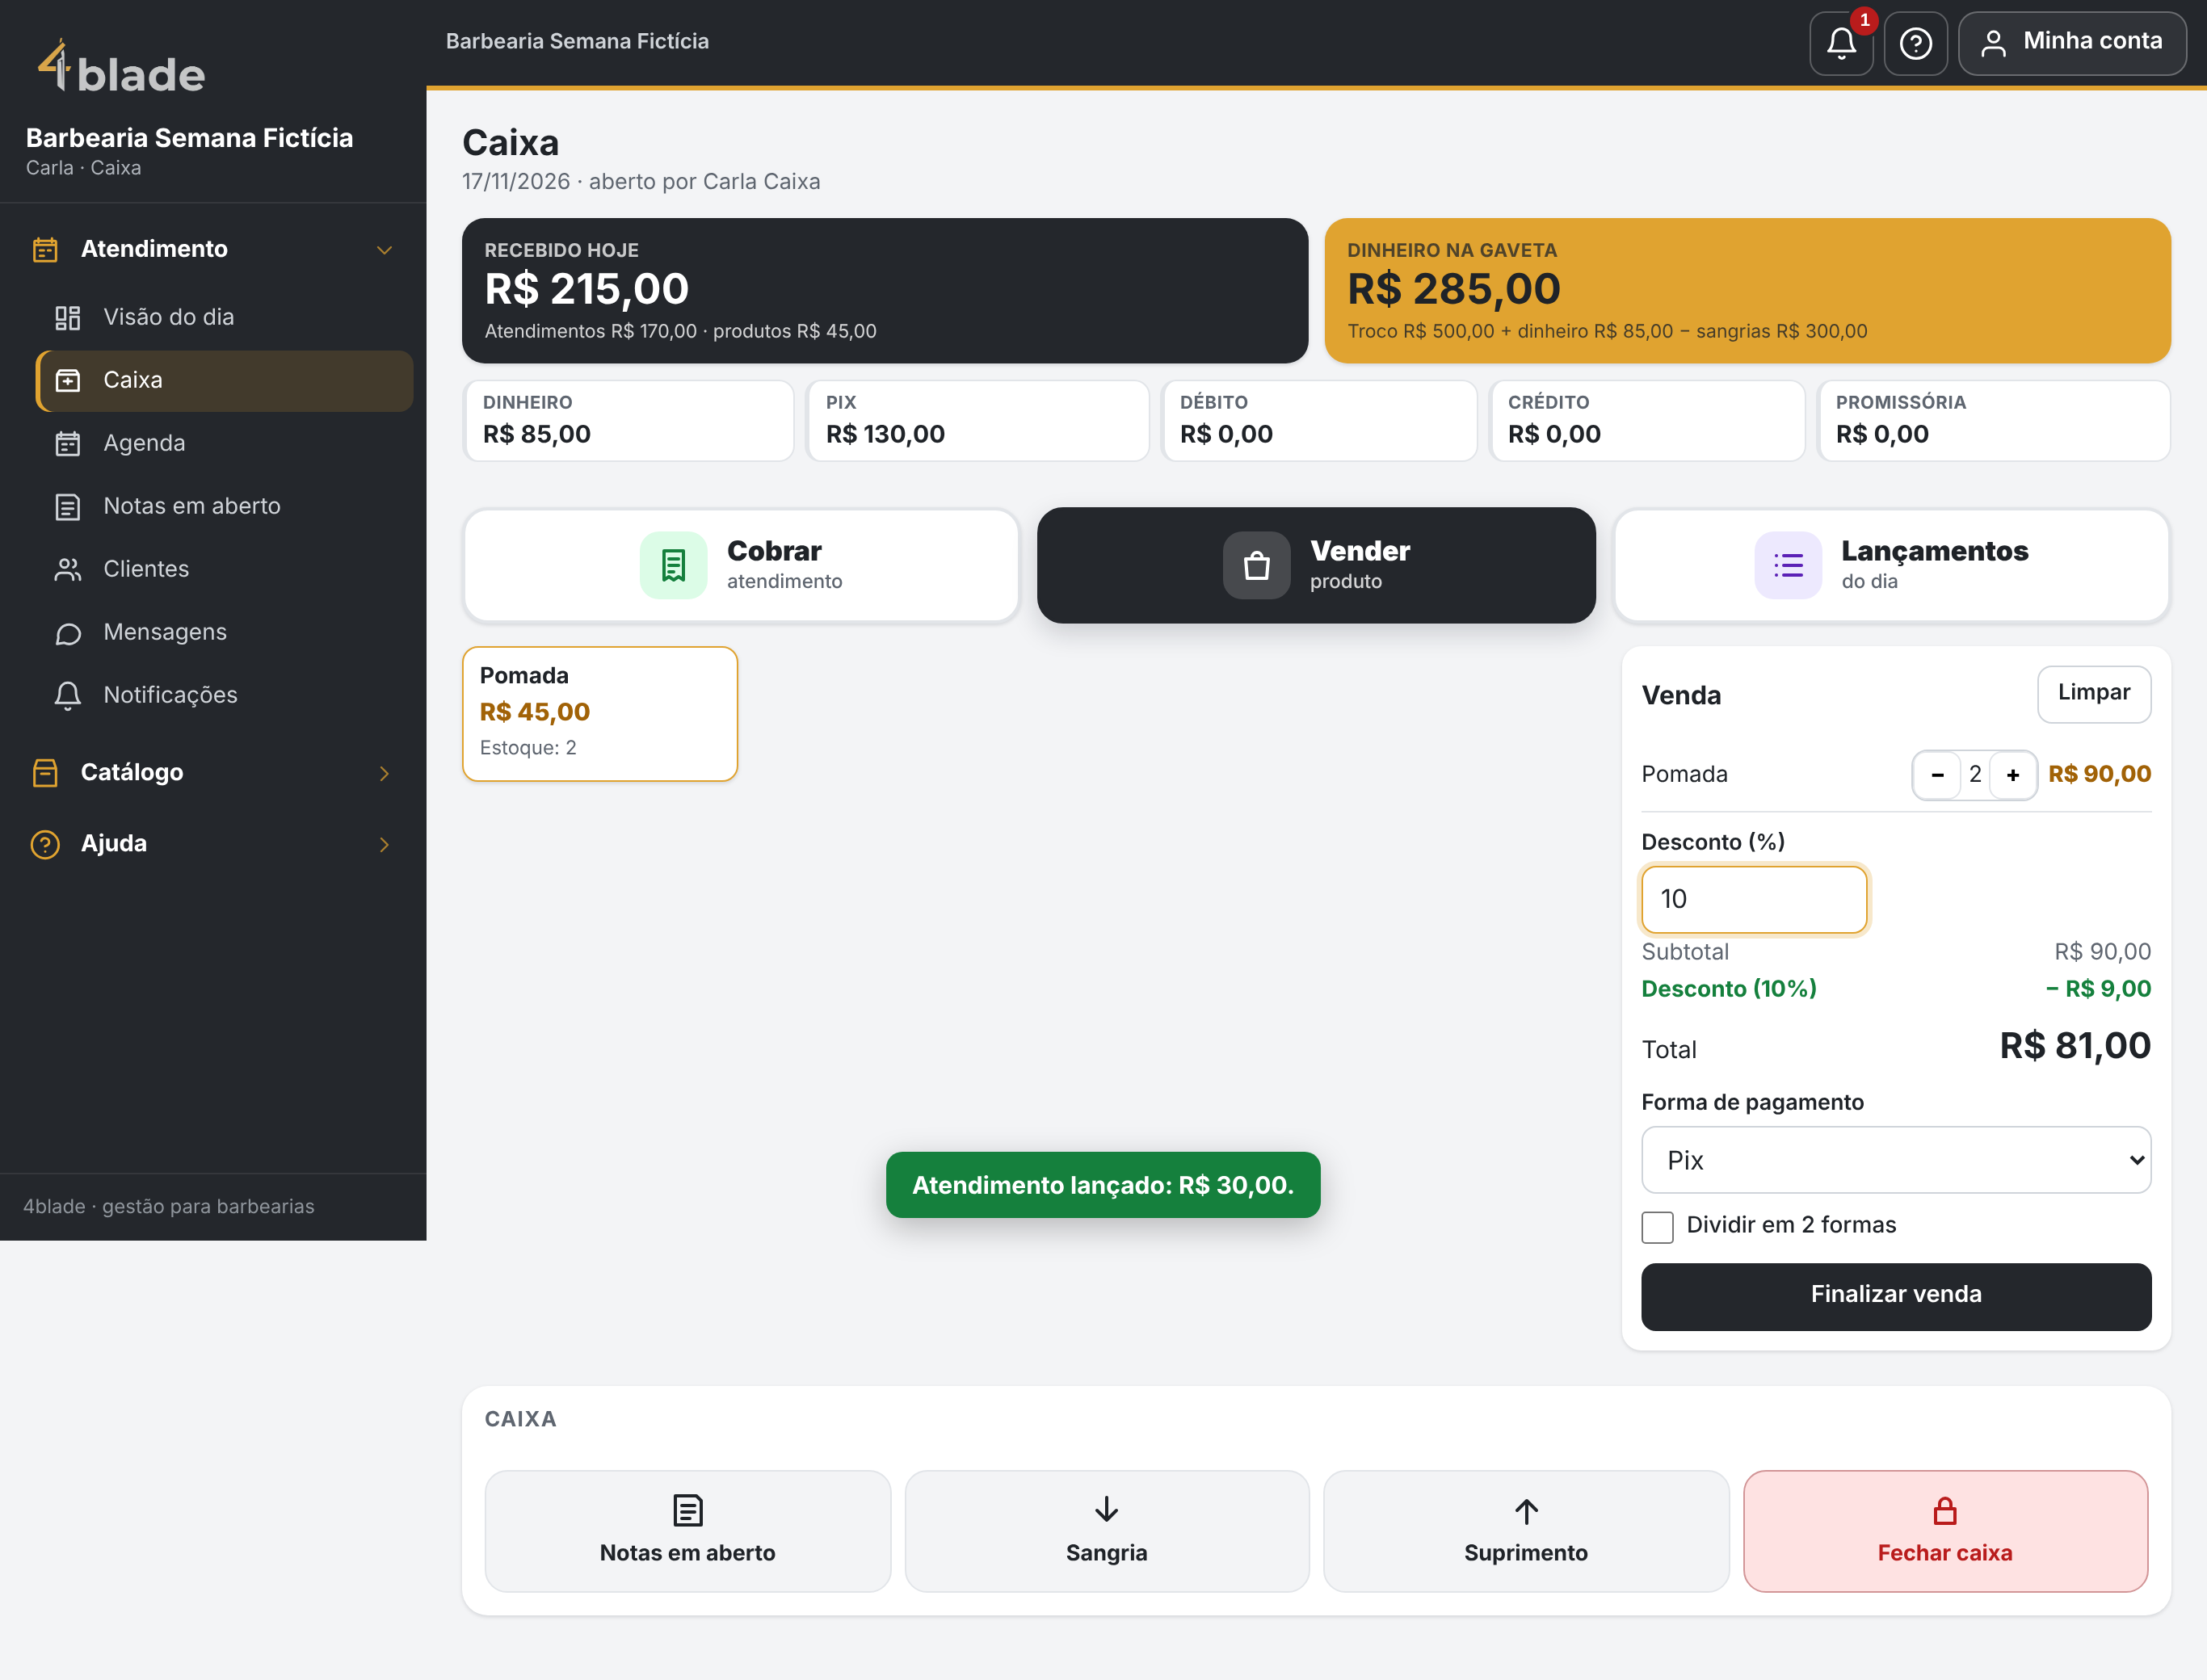 4blade
Barbearia Semana Fictícia
Carla · Caixa
Atendimento
Visão do dia
Caixa
Agenda
Notas em aberto
Clientes
Mensagens
Notificações
Catálogo
Ajuda
4blade · gestão para barbearias
Barbearia Semana Fictícia
1
Minha conta
Caixa
17/11/2026 · aberto por Carla Caixa
RECEBIDO HOJE
R$ 215,00
Atendimentos R$ 170,00 · produtos R$ 45,00
DINHEIRO NA GAVETA
R$ 285,00
Troco R$ 500,00 + dinheiro R$ 85,00 − sangrias R$ 300,00
DINHEIRO
R$ 85,00
PIX
R$ 130,00
DÉBITO
R$ 0,00
CRÉDITO
R$ 0,00
PROMISSÓRIA
R$ 0,00
Cobrar
atendimento
Vender
produto
Lançamentos
do dia
Pomada
R$ 45,00
Estoque: 2
Venda
Limpar
Pomada − 2 + R$ 90,00
Desconto (%)
10
Subtotal R$ 90,00
Desconto (10%) − R$ 9,00
Total R$ 81,00
Forma de pagamento
Pix
Dividir em 2 formas
Finalizar venda
Atendimento lançado: R$ 30,00.
CAIXA
Notas em aberto
Sangria
Suprimento
Fechar caixa